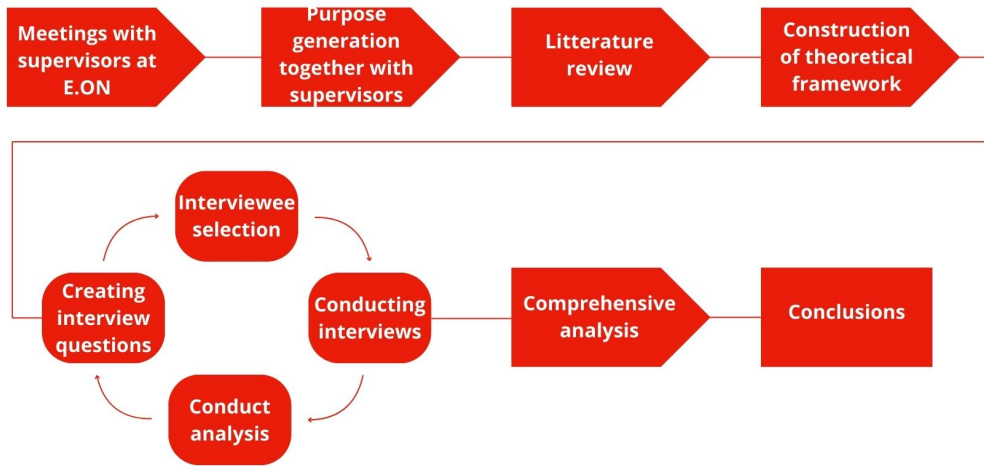 Meetings with
supervisors at
E.ON
Purpose
generation
together with
supervisors
Litterature
review
Construction
of theoretical
framework
Interviewee
selection
Creating
interview
questions
Conducting
interviews
Conduct
analysis
Comprehensive
analysis
Conclusions